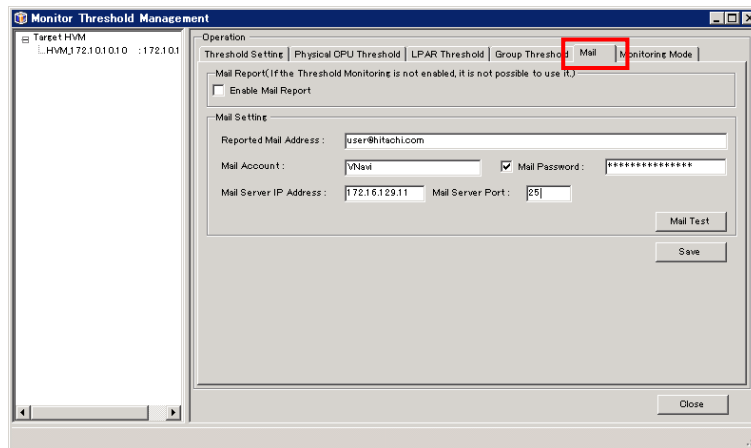 Monitor Threshold Management
Target HVM
HVM_172.10.10.10 :172.10.1
Operation
Threshold Setting Physical CPU Threshold LPAR Threshold Group Threshold Mail Monitoring Mode
Mail Report(If the Threshold Monitoring is not enabled, it is not possible to use it.)
Enable Mail Report
Mail Setting
Reported Mail Address : user@hitachi.com
Mail Account : VNavi Mail Password : ***************
Mail Server IP Address : 172.16.129.11 Mail Server Port : 25
Mail Test
Save
Close